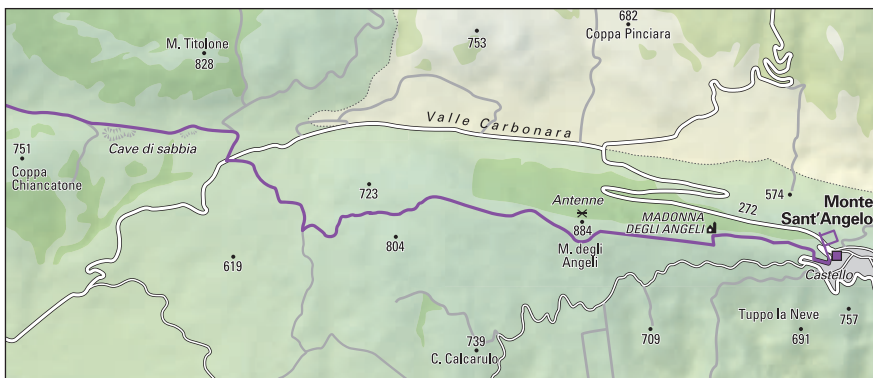 682
Coppa Pinciara
753
M. Titolone
828
Valle Carbonara
Cave di sabbia
751
Coppa
Chiancatone
723
Antenne
884
M. degli
Angeli
MADONNA
DEGLI ANGELI
574
272
Monte
Sant'Angelo
804
619
Castello
739
C. Calcarulo
709
Tuppo la Neve
691
757